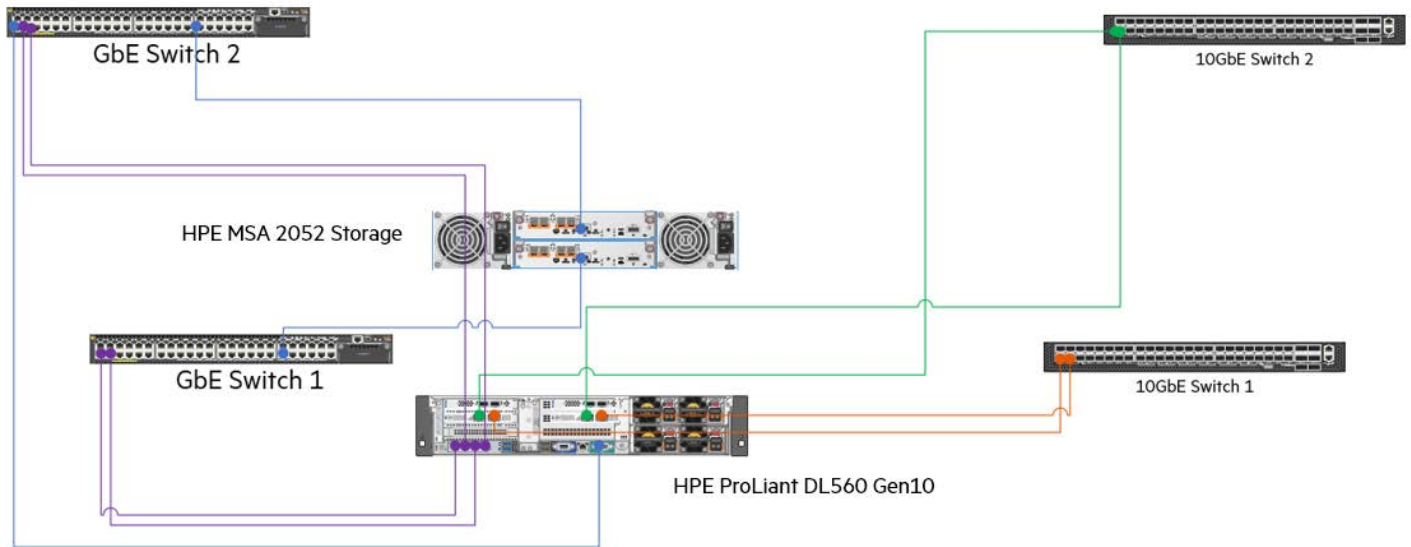 GbE Switch 2
10GbE Switch 2
HPE MSA 2052 Storage
GbE Switch 1
10GbE Switch 1
HPE ProLiant DL560 Gen10